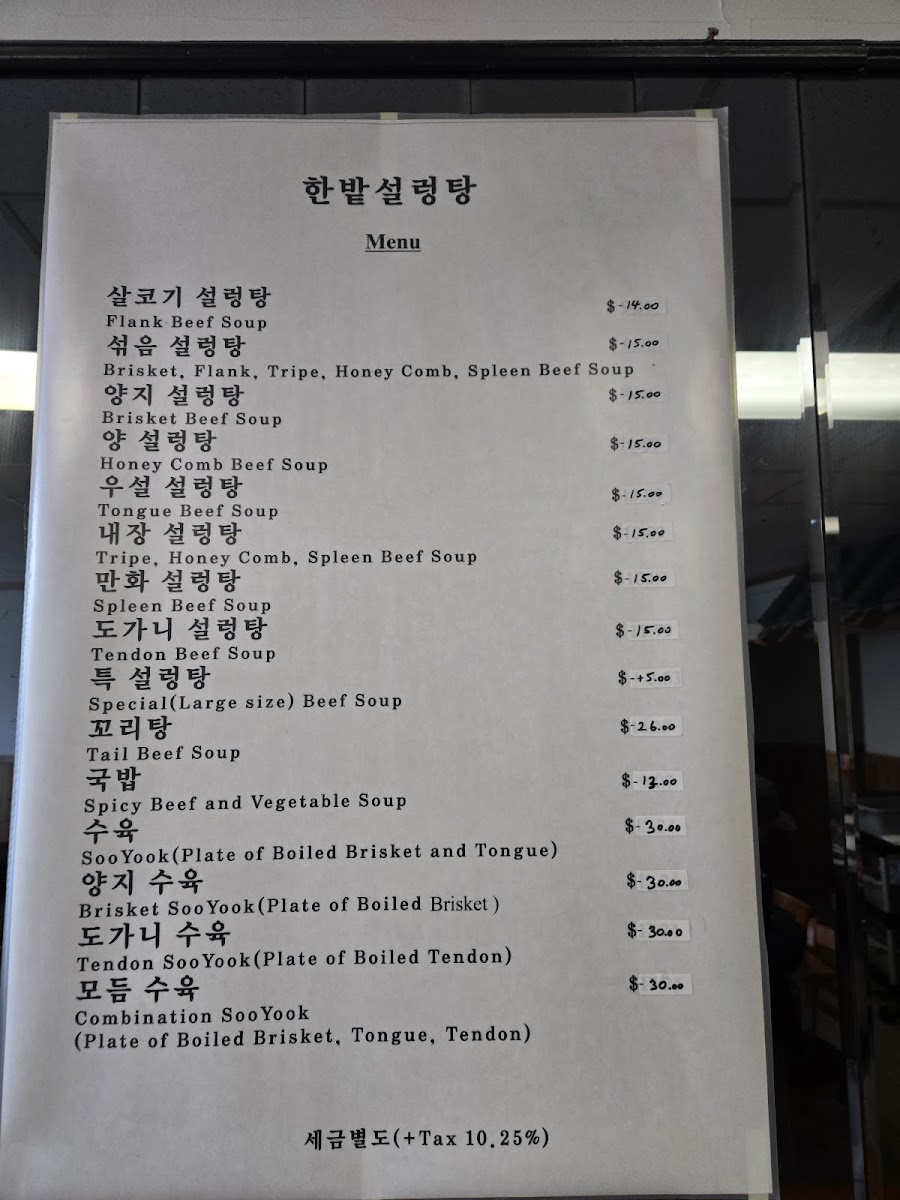 한밭설렁탕
Menu
살코기 설렁탕 $-14.00
Flank Beef Soup
섞음 설렁탕 $-15.00
Brisket, Flank, Tripe, Honey Comb, Spleen Beef Soup
양지 설렁탕 $-15.00
Brisket Beef Soup
양 설렁탕 $-15.00
Honey Comb Beef Soup
우설 설렁탕 $-15.00
Tongue Beef Soup
내장 설렁탕 $-15.00
Tripe, Honey Comb, Spleen Beef Soup
만화 설렁탕 $-15.00
Spleen Beef Soup
도가니 설렁탕 $-15.00
Tendon Beef Soup
특 설렁탕 $-+5.00
Special(Large size) Beef Soup
꼬리탕 $-26.00
Tail Beef Soup
국밥 $-13.00
Spicy Beef and Vegetable Soup
수육 $-30.00
SooYook(Plate of Boiled Brisket and Tongue)
양지 수육 $-30.00
Brisket SooYook(Plate of Boiled Brisket )
도가니 수육 $-30.00
Tendon SooYook(Plate of Boiled Tendon)
모듬 수육 $-30.00
Combination SooYook
(Plate of Boiled Brisket, Tongue, Tendon)
세금별도(+Tax 10.25%)